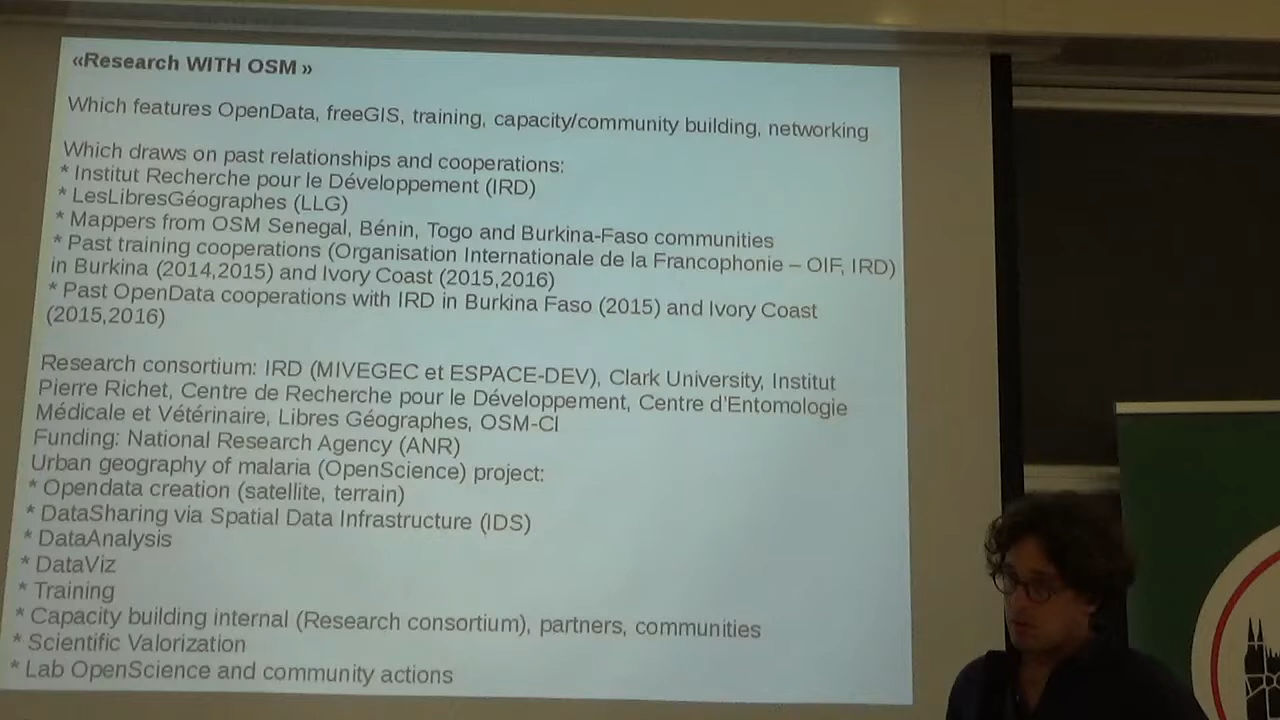 «Research WITH OSM »
Which features OpenData, freeGIS, training, capacity/community building, networking
Which draws on past relationships and cooperations:
* Institut Recherche pour le Développement (IRD)
* LesLibresGéographes (LLG)
* Mappers from OSM Senegal, Bénin, Togo and Burkina-Faso communities
* Past training cooperations (Organisation Internationale de la Francophonie – OIF, IRD)
in Burkina (2014,2015) and Ivory Coast (2015,2016)
* Past OpenData cooperations with IRD in Burkina Faso (2015) and Ivory Coast
(2015,2016)
Research consortium: IRD (MIVEGEC et ESPACE-DEV), Clark University, Institut
Pierre Richet, Centre de Recherche pour le Développement, Centre d'Entomologie
Médicale et Vétérinaire, Libres Géographes, OSM-CI
Funding: National Research Agency (ANR)
Urban geography of malaria (OpenScience) project:
* Opendata creation (satellite, terrain)
* DataSharing via Spatial Data Infrastructure (IDS)
* DataAnalysis
* DataViz
* Training
* Capacity building internal (Research consortium), partners, communities
* Scientific Valorization
* Lab OpenScience and community actions